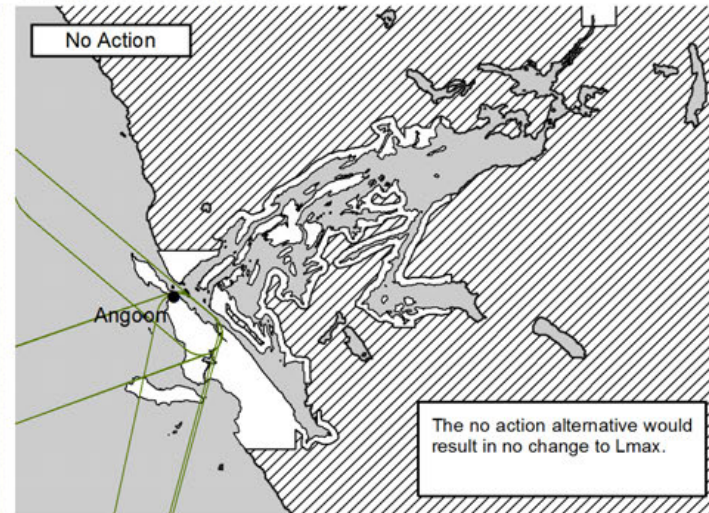 No Action
Angoon
The no action alternative would
result in no change to Lmax.